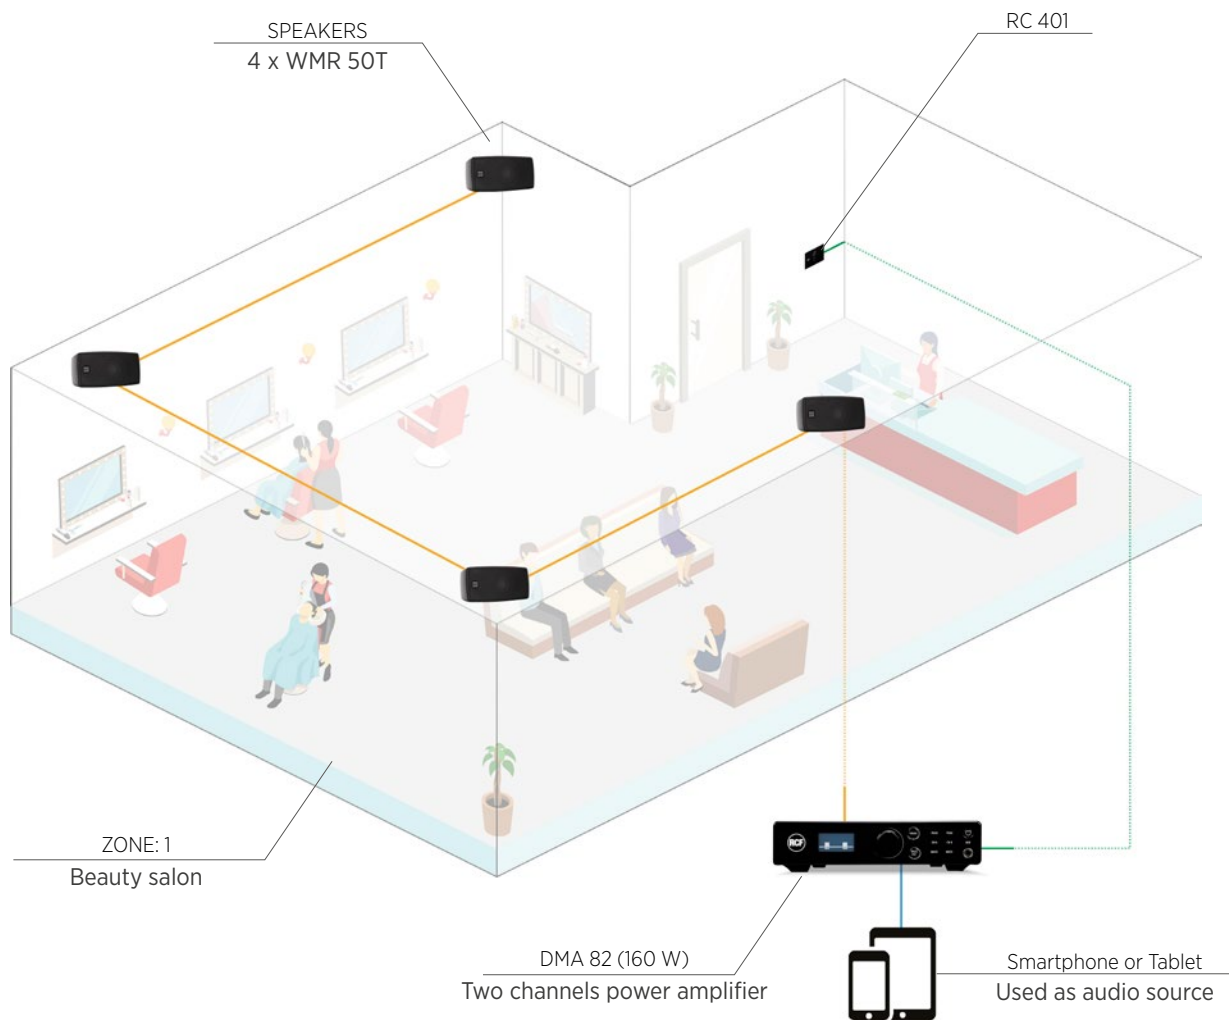 SPEAKERS
4 x WMR 50T
RC 401
ZONE: 1
Beauty salon
RCF
DMA 82 (160 W)
Two channels power amplifier
Smartphone or Tablet
Used as audio source